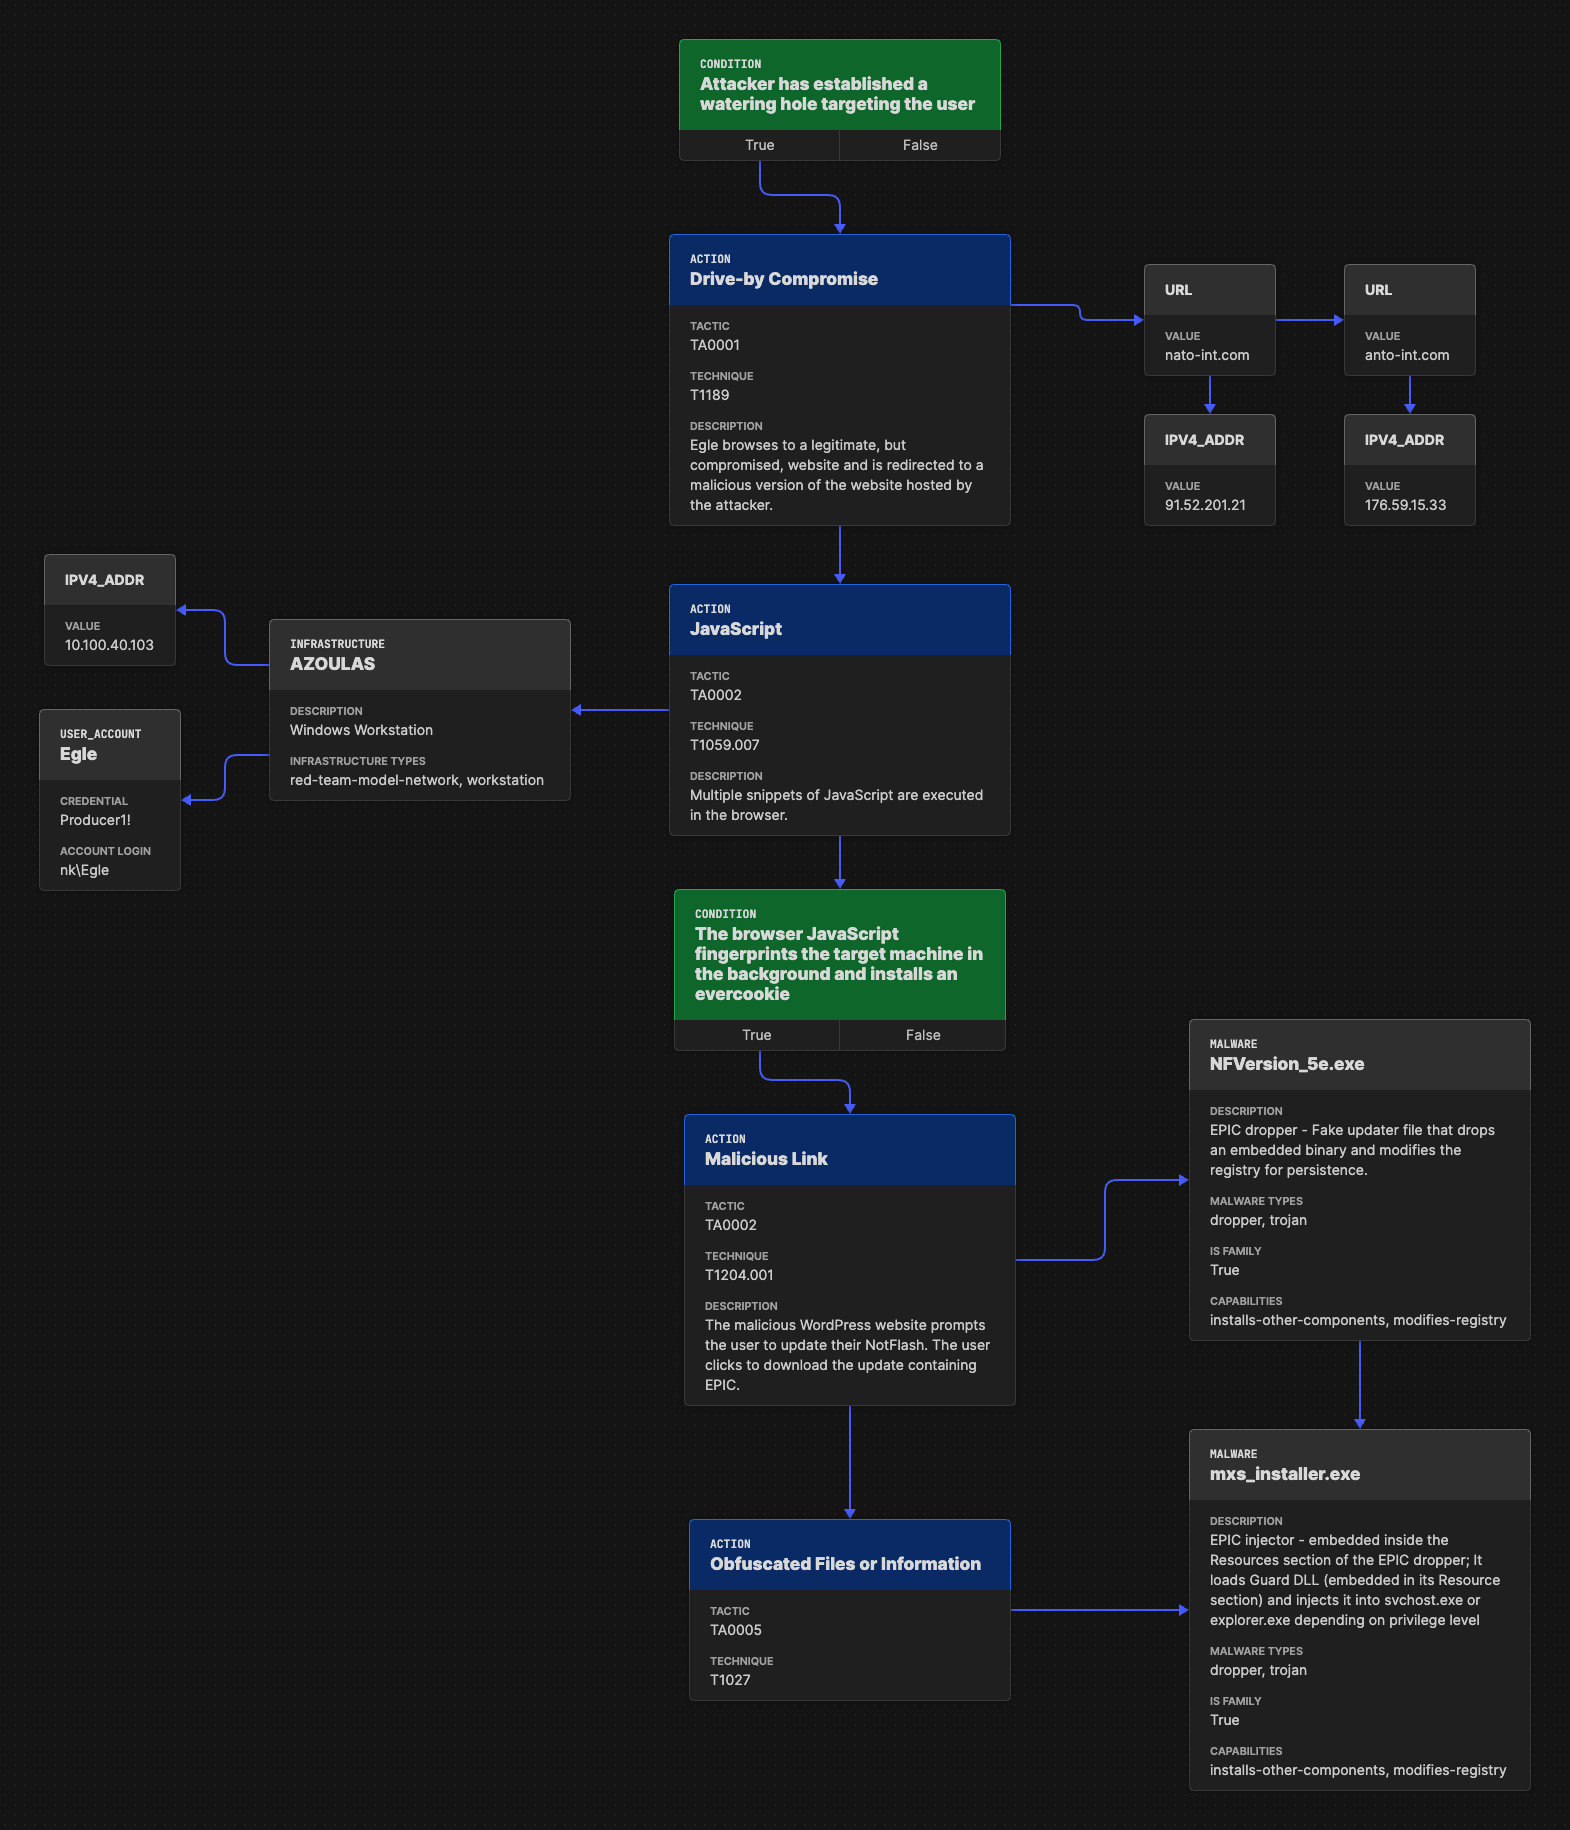 CONDITION
Attacker has established a
watering hole targeting the user
True
False
ACTION
Drive-by Compromise
TACTIC
TA0001
TECHNIQUE
T1189
DESCRIPTION
Egle browses to a legitimate, but
compromised, website and is redirected to a
malicious version of the website hosted by
the attacker.
URL
VALUE
nato-int.com
URL
VALUE
anto-int.com
IPV4_ADDR
VALUE
91.52.201.21
IPV4_ADDR
VALUE
176.59.15.33
ACTION
JavaScript
TACTIC
TA0002
TECHNIQUE
T1059.007
DESCRIPTION
Multiple snippets of JavaScript are executed
in the browser.
INFRASTRUCTURE
AZOULAS
DESCRIPTION
Windows Workstation
INFRASTRUCTURE TYPES
red-team-model-network, workstation
IPV4_ADDR
VALUE
10.100.40.103
USER_ACCOUNT
Egle
CREDENTIAL
Producer1!
ACCOUNT LOGIN
nk\Egle
CONDITION
The browser JavaScript
fingerprints the target machine in
the background and installs an
evercookie
True
False
ACTION
Malicious Link
TACTIC
TA0002
TECHNIQUE
T1204.001
DESCRIPTION
The malicious WordPress website prompts
the user to update their NotFlash. The user
clicks to download the update containing
EPIC.
MALWARE
NFVersion_5e.exe
DESCRIPTION
EPIC dropper - Fake updater file that drops
an embedded binary and modifies the
registry for persistence.
MALWARE TYPES
dropper, trojan
IS FAMILY
True
CAPABILITIES
installs-other-components, modifies-registry
ACTION
Obfuscated Files or Information
TACTIC
TA0005
TECHNIQUE
T1027
MALWARE
mxs_installer.exe
DESCRIPTION
EPIC injector - embedded inside the
Resources section of the EPIC dropper; It
loads Guard DLL (embedded in its Resource
section) and injects it into svchost.exe or
explorer.exe depending on privilege level
MALWARE TYPES
dropper, trojan
IS FAMILY
True
CAPABILITIES
installs-other-components, modifies-registry